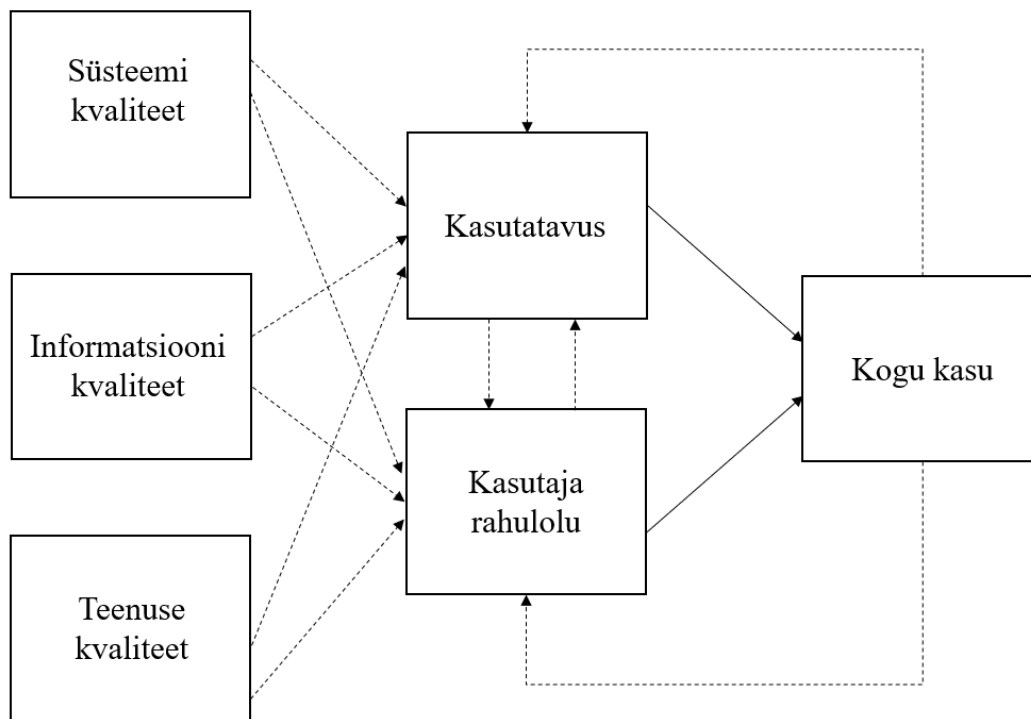 Süsteemi
kvaliteet
Informatsiooni
kvaliteet
Teenuse
kvaliteet
Kasutatavus
Kasutaja
rahulolu
Kogu kasu